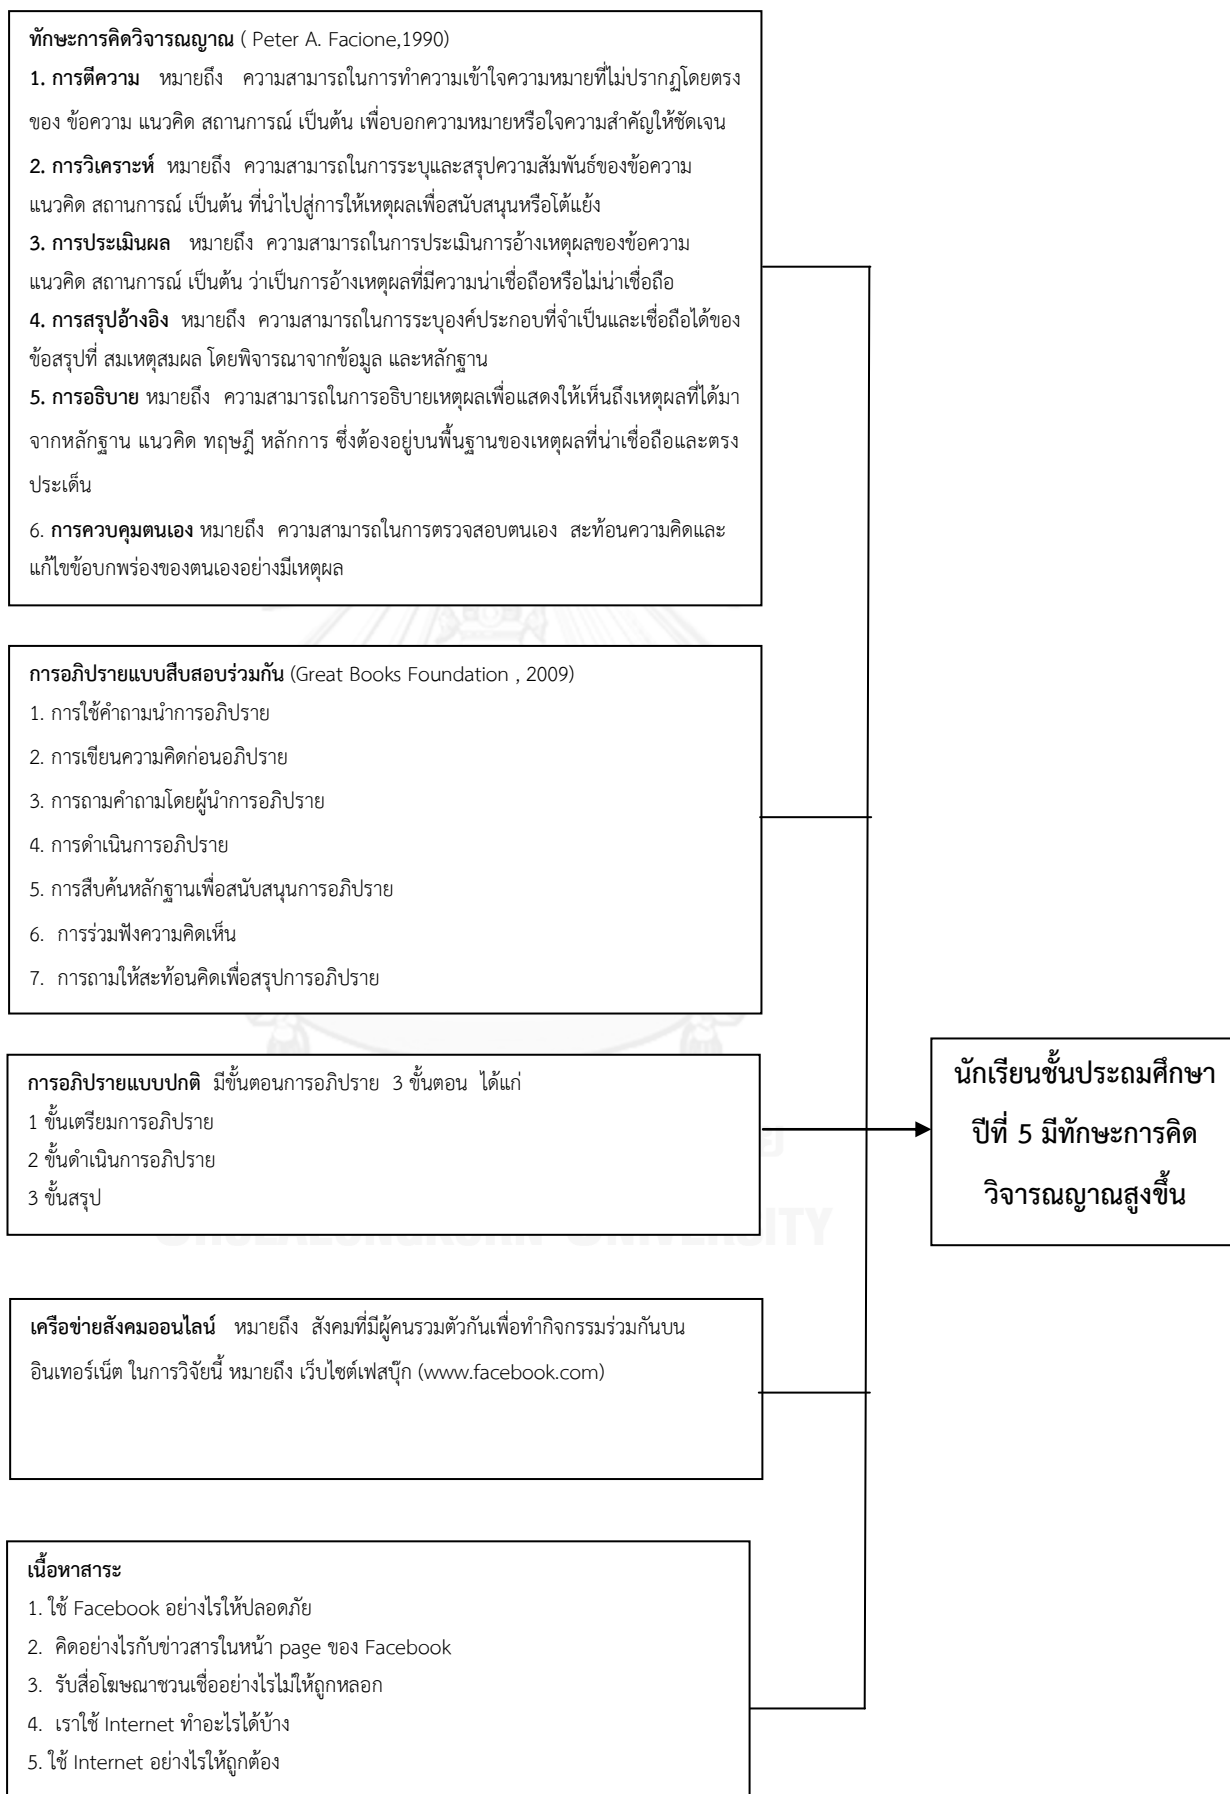 ทักษะการคิดวิจารณญาณ ( Peter A. Facione,1990)
1. การตีความ หมายถึง ความสามารถในการทำความเข้าใจความหมายที่ไม่ปรากฏโดยตรง
ของ ข้อความ แนวคิด สถานการณ์ เป็นต้น เพื่อบอกความหมายหรือใจความสำคัญให้ชัดเจน
2. การวิเคราะห์ หมายถึง ความสามารถในการระบุและสรุปความสัมพันธ์ของข้อความ
แนวคิด สถานการณ์ เป็นต้น ที่นำไปสู่การให้เหตุผลเพื่อสนับสนุนหรือโต้แย้ง
3. การประเมินผล หมายถึง ความสามารถในการประเมินการอ้างเหตุผลของข้อความ
แนวคิด สถานการณ์ เป็นต้น ว่าเป็นการอ้างเหตุผลที่มีความน่าเชื่อถือหรือไม่น่าเชื่อถือ
4. การสรุปอ้างอิง หมายถึง ความสามารถในการระบุองค์ประกอบที่จำเป็นและเชื่อถือได้ของ
ข้อสรุปที่ สมเหตุสมผล โดยพิจารณาจากข้อมูล และหลักฐาน
5. การอธิบาย หมายถึง ความสามารถในการอธิบายเหตุผลเพื่อแสดงให้เห็นถึงเหตุผลที่ได้มา
จากหลักฐาน แนวคิด ทฤษฎี หลักการ ซึ่งต้องอยู่บนพื้นฐานของเหตุผลที่น่าเชื่อถือและตรง
ประเด็น
6. การควบคุมตนเอง หมายถึง ความสามารถในการตรวจสอบตนเอง สะท้อนความคิดและ
แก้ไขข้อบกพร่องของตนเองอย่างมีเหตุผล
การอภิปรายแบบสืบสอบร่วมกัน (Great Books Foundation , 2009)
1. การใช้คำถามนำการอภิปราย
2. การเขียนความคิดก่อนอภิปราย
3. การถามคำถามโดยผู้นำการอภิปราย
4. การดำเนินการอภิปราย
5. การสืบค้นหลักฐานเพื่อสนับสนุนการอภิปราย
6. การร่วมฟังความคิดเห็น
7. การถามให้สะท้อนคิดเพื่อสรุปการอภิปราย
การอภิปรายแบบปกติ มีขั้นตอนการอภิปราย 3 ขั้นตอน ได้แก่
1 ขั้นเตรียมการอภิปราย
2 ขั้นดำเนินการอภิปราย
3 ขั้นสรุป
นักเรียนชั้นประถมศึกษา
ปีที่ 5 มีทักษะการคิด
วิจารณญาณสูงขึ้น
เครือข่ายสังคมออนไลน์ หมายถึง สังคมที่มีผู้คนรวมตัวกันเพื่อทำกิจกรรมร่วมกันบน
อินเทอร์เน็ต ในการวิจัยนี้ หมายถึง เว็บไซต์เฟสบุ๊ก (www.facebook.com)
เนื้อหาสาระ
1. ใช้ Facebook อย่างไรให้ปลอดภัย
2. คิดอย่างไรกับข่าวสารในหน้า page ของ Facebook
3. รับสื่อโฆษณาชวนเชื่ออย่างไรไม่ให้ถูกหลอก
4. เราใช้ Internet ทำอะไรได้บ้าง
5. ใช้ Internet อย่างไรให้ถูกต้อง